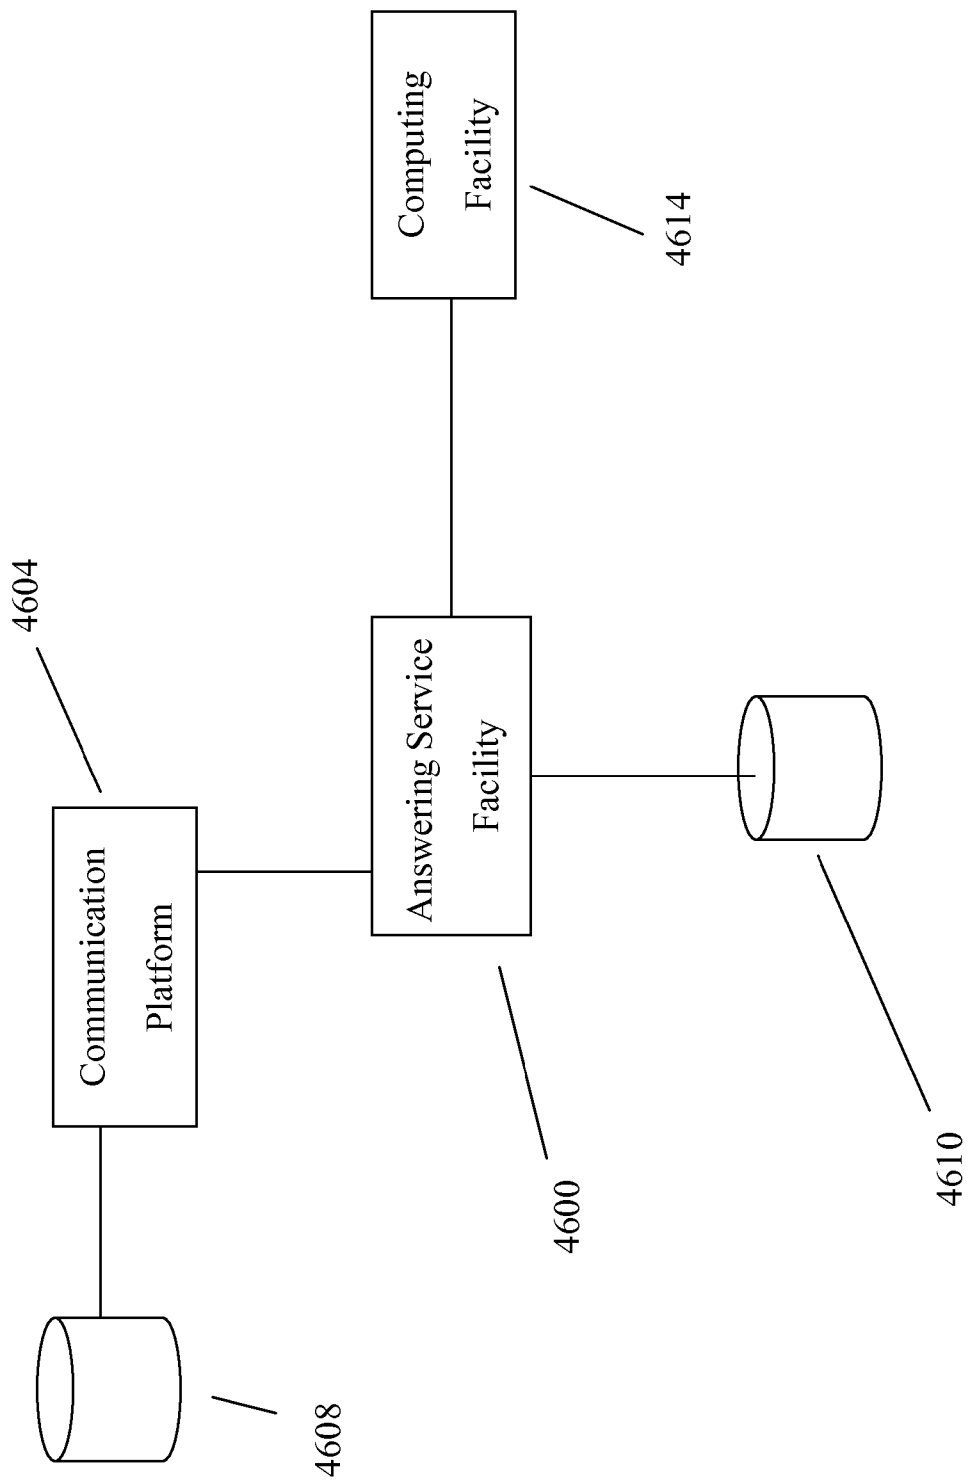 4604
Communication
Platform
4608
Answering Service
Facility
4600
Computing
Facility
4614
4610